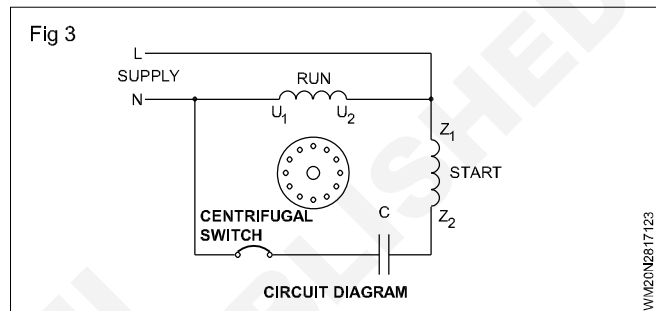 Fig 3
L
SUPPLY
N
RUN
U1 U2
Z1
START
Z2
C
CENTRIFUGAL
SWITCH
CIRCUIT DIAGRAM
WM20N2817123